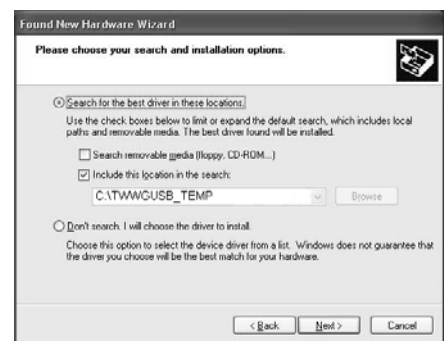 Found New Hardware Wizard
Please choose your search and installation options.
Search for the best driver in these locations.
Use the check boxes below to limit or expand the default search, which includes local
paths and removable media. The best driver found will be installed.
Search removable media (floppy, CD-ROM...)
Include this location in the search:
C:\TWWGUSB_TEMP
Browse
Don't search. I will choose the driver to install.
Choose this option to select the device driver from a list. Windows does not guarantee that
the driver you choose will be the best match for your hardware.
< Back
Next >
Cancel